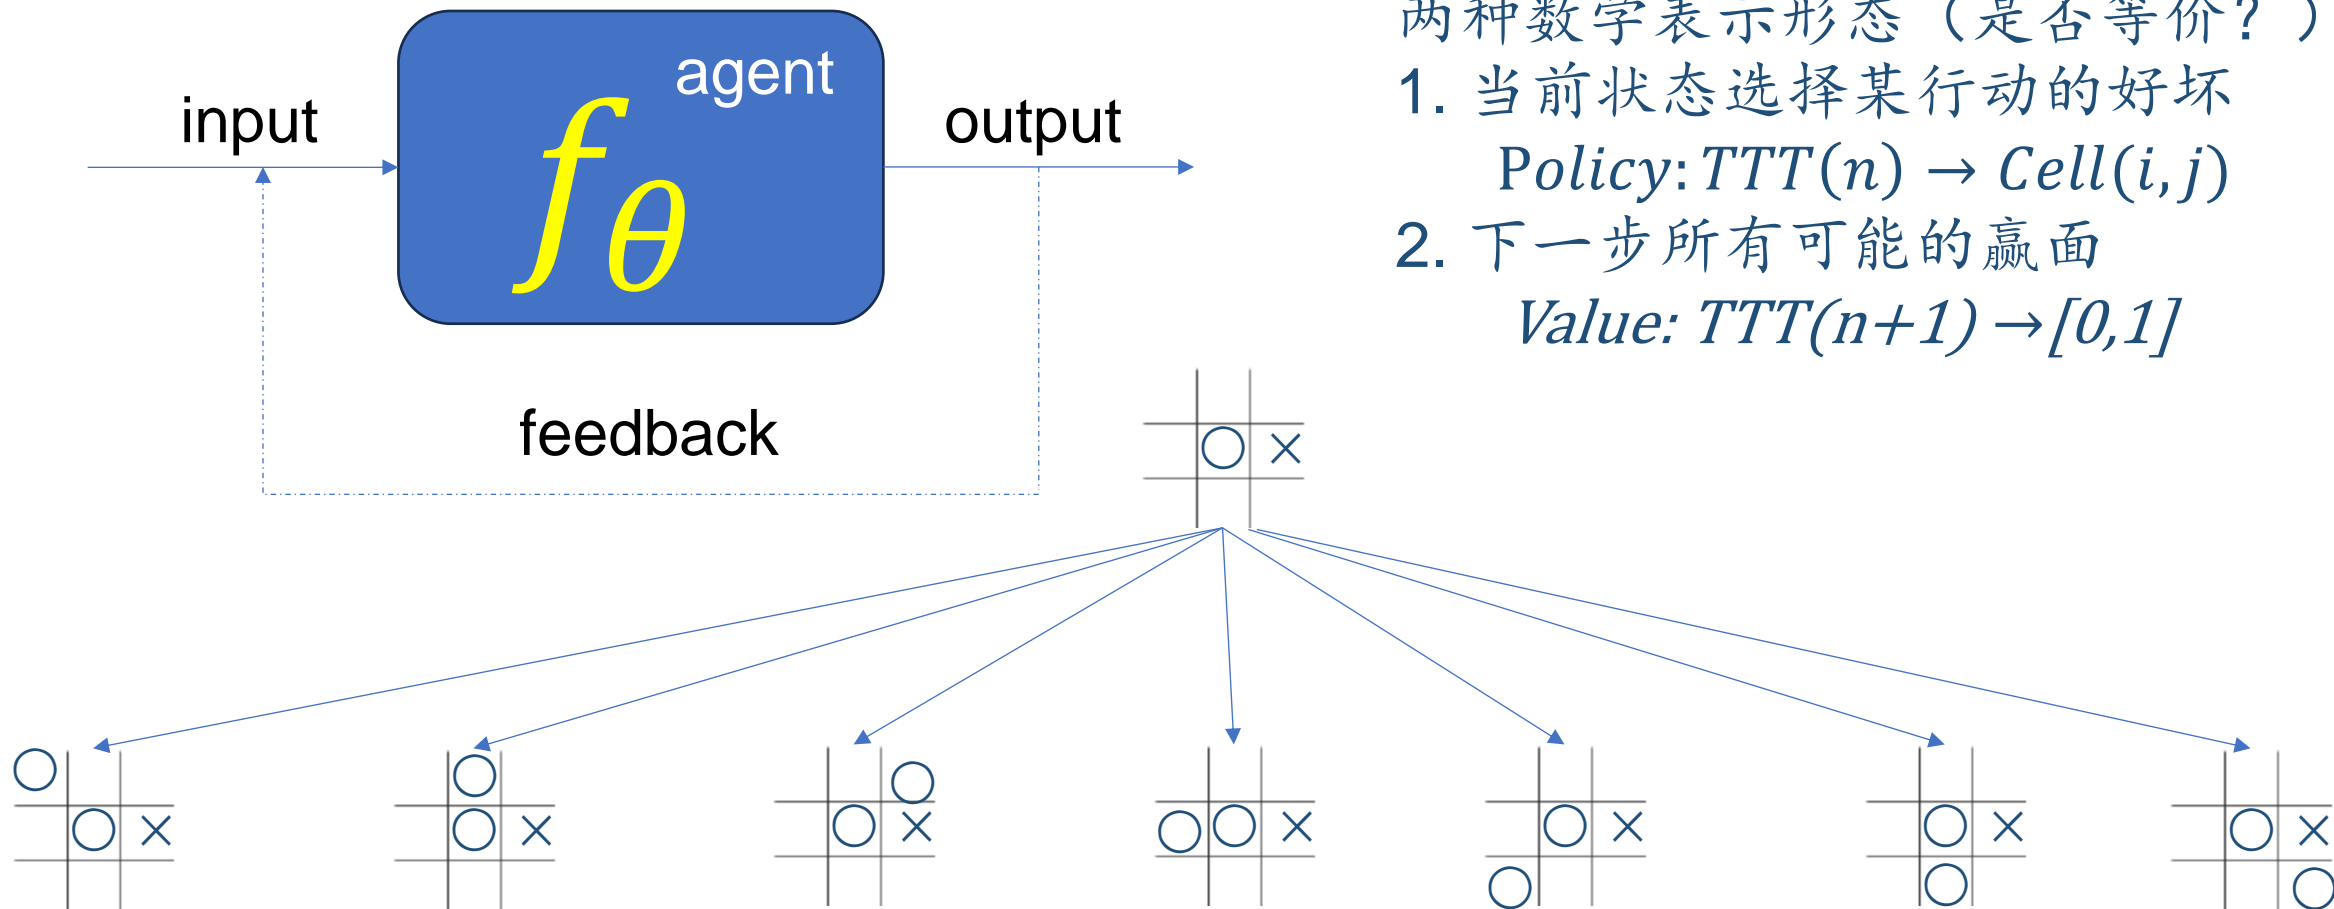 agent
f_θ
input
output
feedback
两种数学表示形态（是否等价？）
1. 当前状态选择某行动的好坏
Policy: TTT(n) → Cell(i,j)
2. 下一步所有可能的赢面
Value: TTT(n+1) →[0,1]